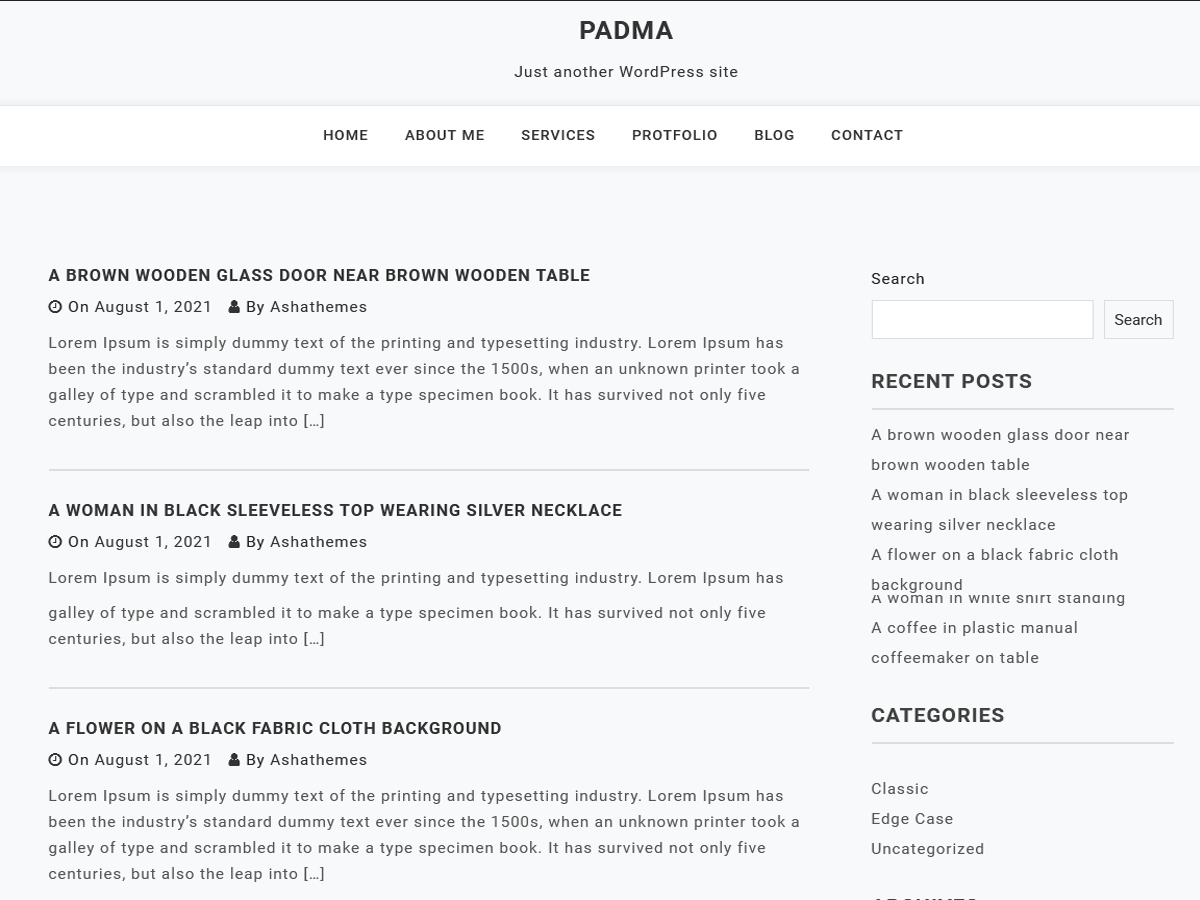 PADMA
Just another WordPress site
HOME ABOUT ME SERVICES PROTFOLIO BLOG CONTACT
A BROWN WOODEN GLASS DOOR NEAR BROWN WOODEN TABLE
On August 1, 2021 By Ashathemes
Lorem Ipsum is simply dummy text of the printing and typesetting industry. Lorem Ipsum has
been the industry’s standard dummy text ever since the 1500s, when an unknown printer took a
galley of type and scrambled it to make a type specimen book. It has survived not only five
centuries, but also the leap into […]
A WOMAN IN BLACK SLEEVELESS TOP WEARING SILVER NECKLACE
On August 1, 2021 By Ashathemes
Lorem Ipsum is simply dummy text of the printing and typesetting industry. Lorem Ipsum has
galley of type and scrambled it to make a type specimen book. It has survived not only five
centuries, but also the leap into […]
A FLOWER ON A BLACK FABRIC CLOTH BACKGROUND
On August 1, 2021 By Ashathemes
Lorem Ipsum is simply dummy text of the printing and typesetting industry. Lorem Ipsum has
been the industry’s standard dummy text ever since the 1500s, when an unknown printer took a
galley of type and scrambled it to make a type specimen book. It has survived not only five
centuries, but also the leap into […]
Search
Search
RECENT POSTS
A brown wooden glass door near
brown wooden table
A woman in black sleeveless top
wearing silver necklace
A flower on a black fabric cloth
background
A woman in white shirt standing
A coffee in plastic manual
coffeemaker on table
CATEGORIES
Classic
Edge Case
Uncategorized